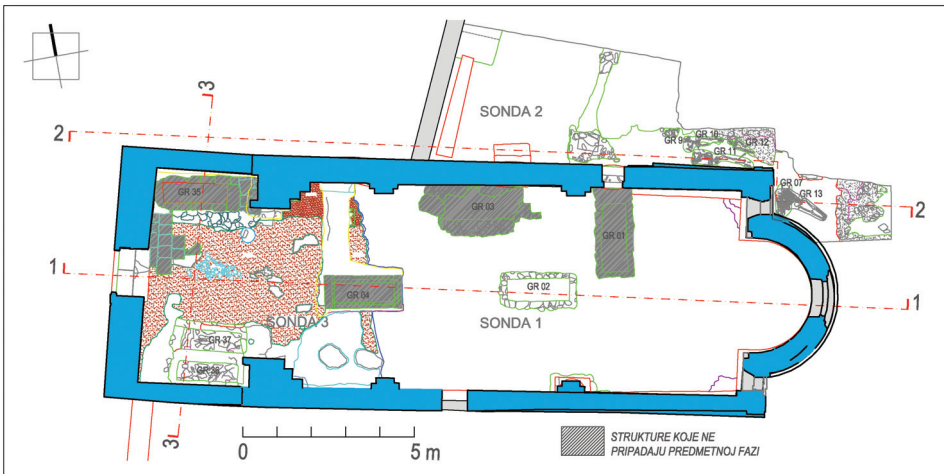 3
2
SONDA 2
GR 9
GR 10
GR 11
GR 12
GR 07
GR 13
2
GR 35
GR 03
GR 01
1
GR 04
GR 02
1
SONDA 3
SONDA 1
GR 37
GR 36
3
0
5 m
STRUKTURE KOJE NE
PRIPADAJU PREDMETNOJ FAZI